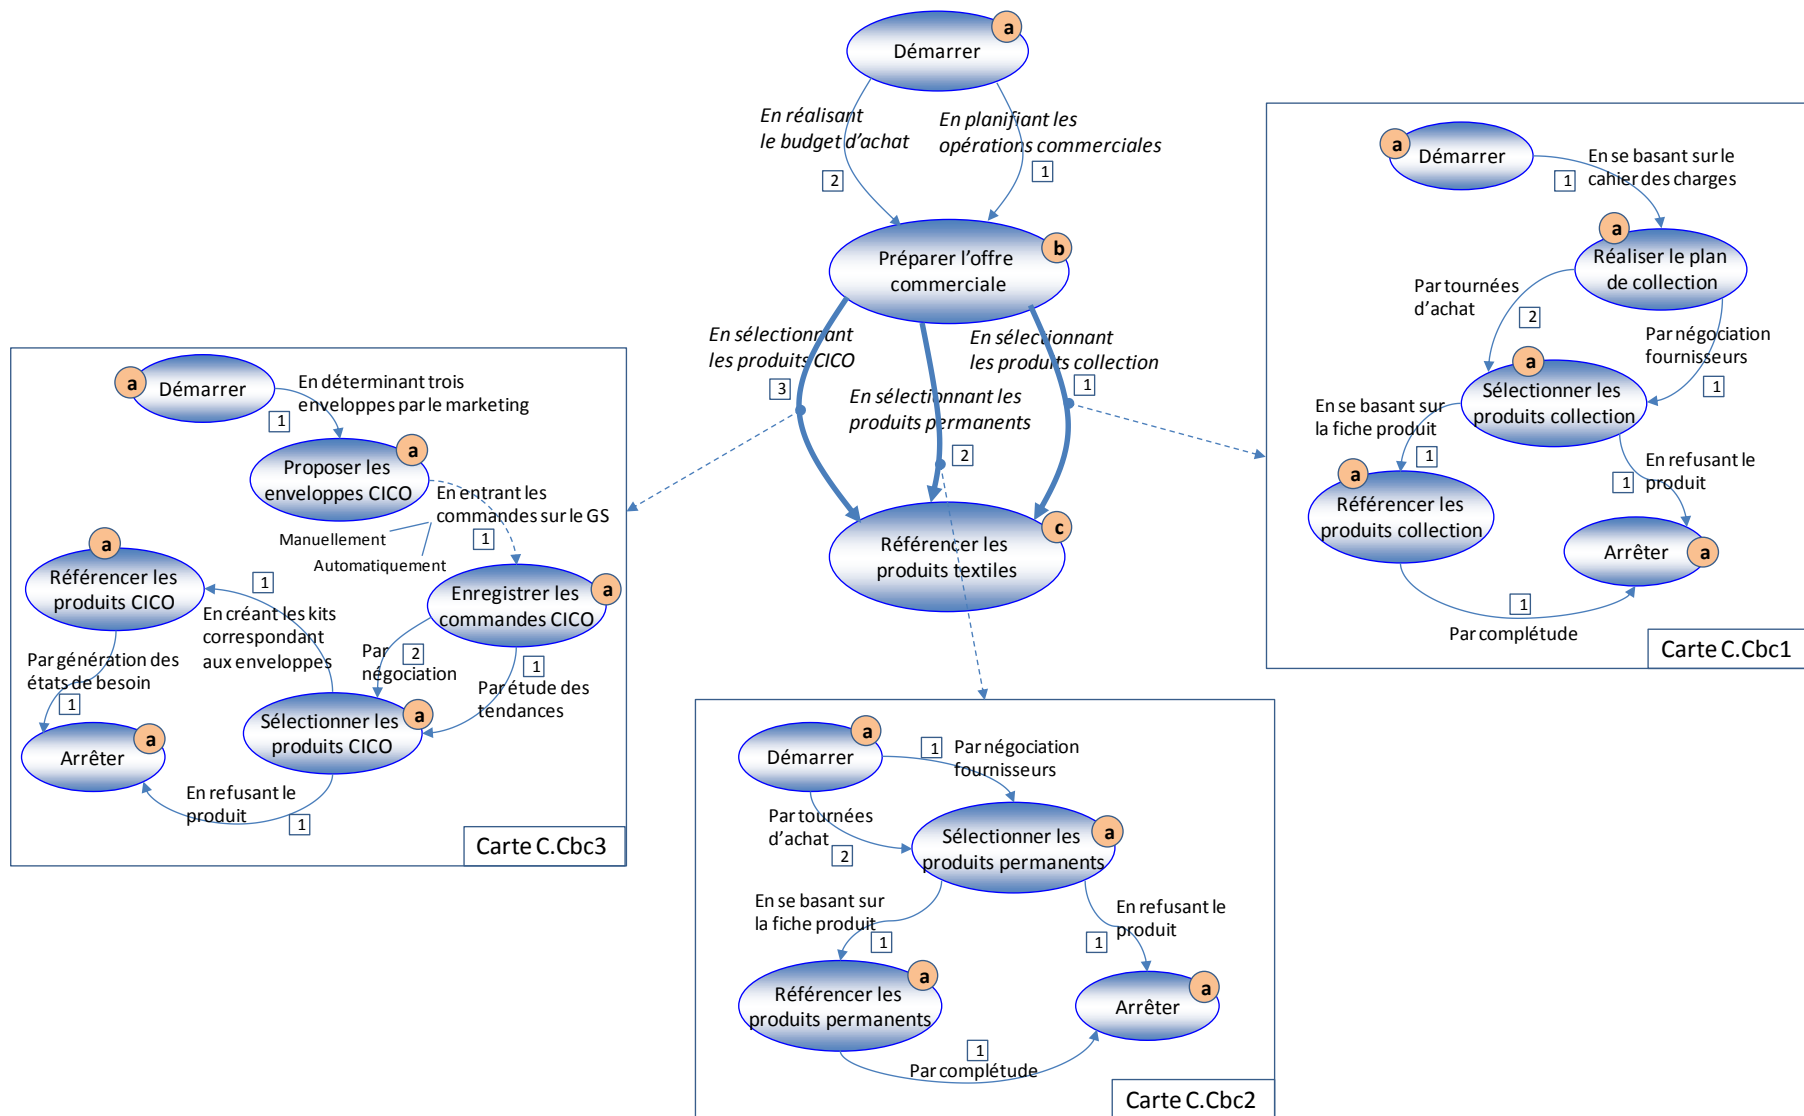 Démarrer
a
En réalisant
le budget d'achat
2
En planifiant les
opérations commerciales
1
Préparer l'offre
commerciale
b
En sélectionnant
les produits CICO
3
En sélectionnant les
produits permanents
2
En sélectionnant
les produits collection
1
Référencer les
produits textiles
c
a
Démarrer
En se basant sur le
cahier des charges
1
a
Réaliser le plan
de collection
Par tournées
d'achat
2
Par négociation
fournisseurs
1
a
Sélectionner les
produits collection
En se basant sur
la fiche produit
1
En refusant le
produit
1
a
Référencer les
produits collection
Arrêter
a
1
Par complétude
Carte C.Cbc1
a
Démarrer
En déterminant trois
enveloppes par le marketing
1
a
Proposer les
enveloppes CICO
En entrant les
commandes sur le GS
Manuellement
Automatiquement
1
a
Enregistrer les
commandes CICO
a
Référencer les
produits CICO
1
En créant les kits
correspondant
aux enveloppes
Par
négociation
2
1
Par étude des
tendances
Par génération des
états de besoin
1
a
Sélectionner les
produits CICO
a
Arrêter
En refusant le
produit
1
Carte C.Cbc3
a
Démarrer
1
Par négociation
fournisseurs
Par tournées
d'achat
2
Sélectionner les
produits permanents
a
En se basant sur
la fiche produit
1
En refusant le
produit
1
Référencer les
produits permanents
a
Arrêter
a
1
Par complétude
Carte C.Cbc2